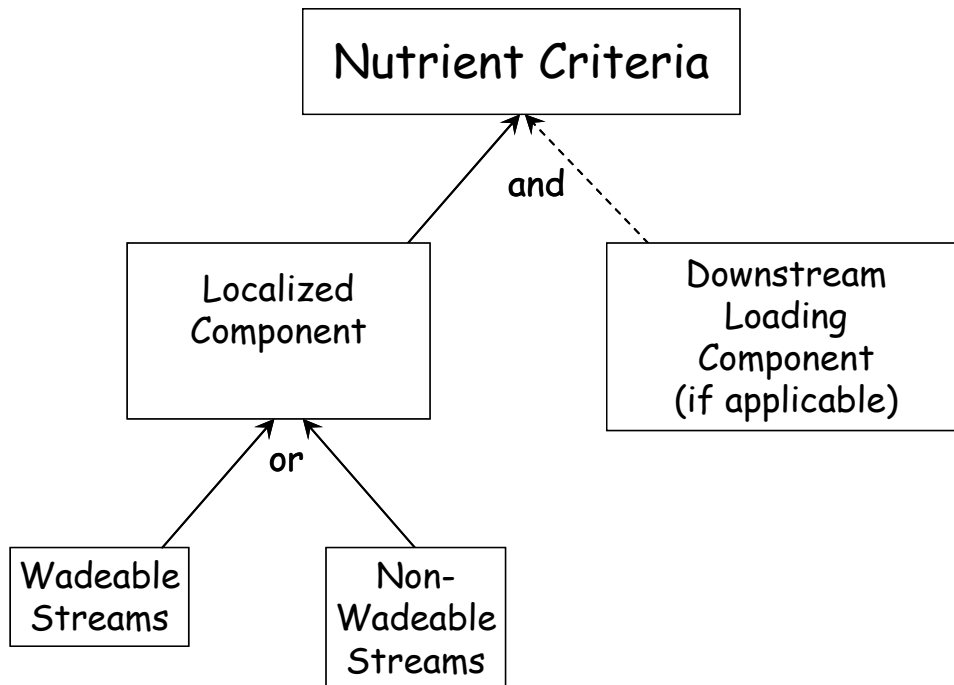 Nutrient Criteria
and
Localized
Component
Downstream
Loading
Component
(if applicable)
or
Wadeable
Streams
Non-
Wadeable
Streams